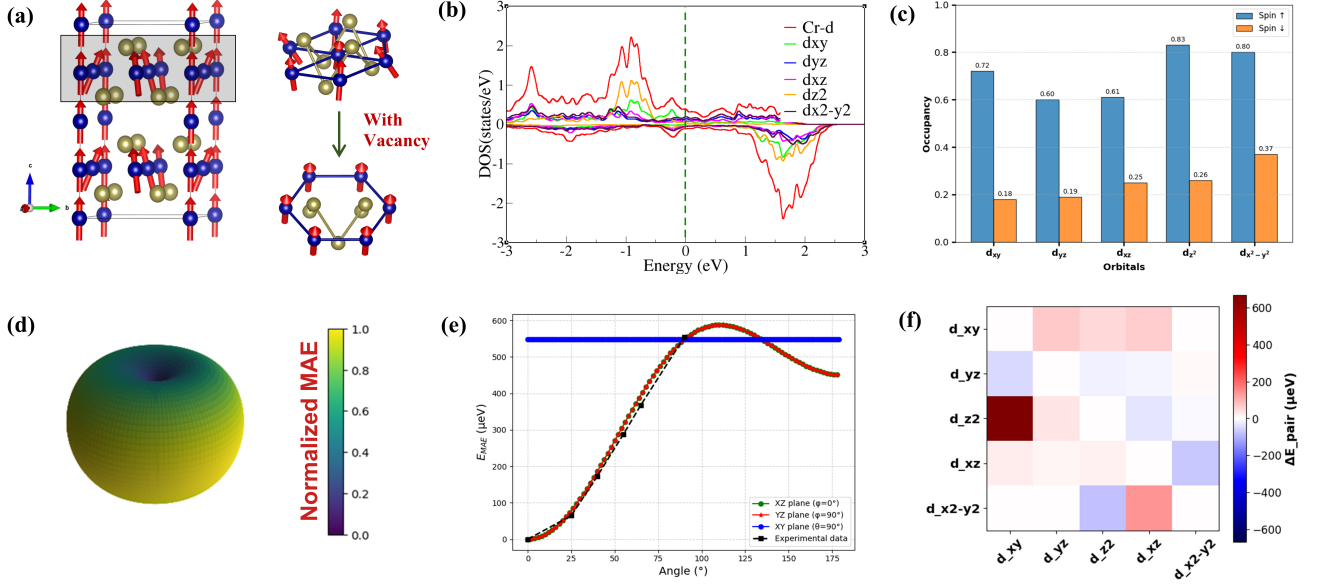 (a)
c
b
With
Vacancy
(b)
DOS(states/eV)
3
2
1
0
-1
-2
-3
-3
-2
-1
0
1
2
3
Energy (eV)
Cr-d
dxy
dyz
dxz
dz2
dx2-y2
(c)
Occupancy
1.0
0.8
0.6
0.4
0.2
0.0
0.72
0.18
0.60
0.19
0.61
0.25
0.83
0.26
0.80
0.37
Spin ↑
Spin ↓
d_xy
d_yz
d_xz
d_z²
d_x²−y²
Orbitals
(d)
Normalized MAE
1.0
0.8
0.6
0.4
0.2
0.0
(e)
E_MAE (μeV)
600
500
400
300
200
100
0
0
25
50
75
100
125
150
175
Angle (°)
XZ plane (φ=0°)
YZ plane (φ=90°)
XY plane (θ=90°)
Experimental data
(f)
d_xy
d_yz
d_z2
d_xz
d_x2-y2
d_xy
d_yz
d_z2
d_xz
d_x2-y2
600
400
200
0
−200
−400
−600
ΔE_pair (μeV)